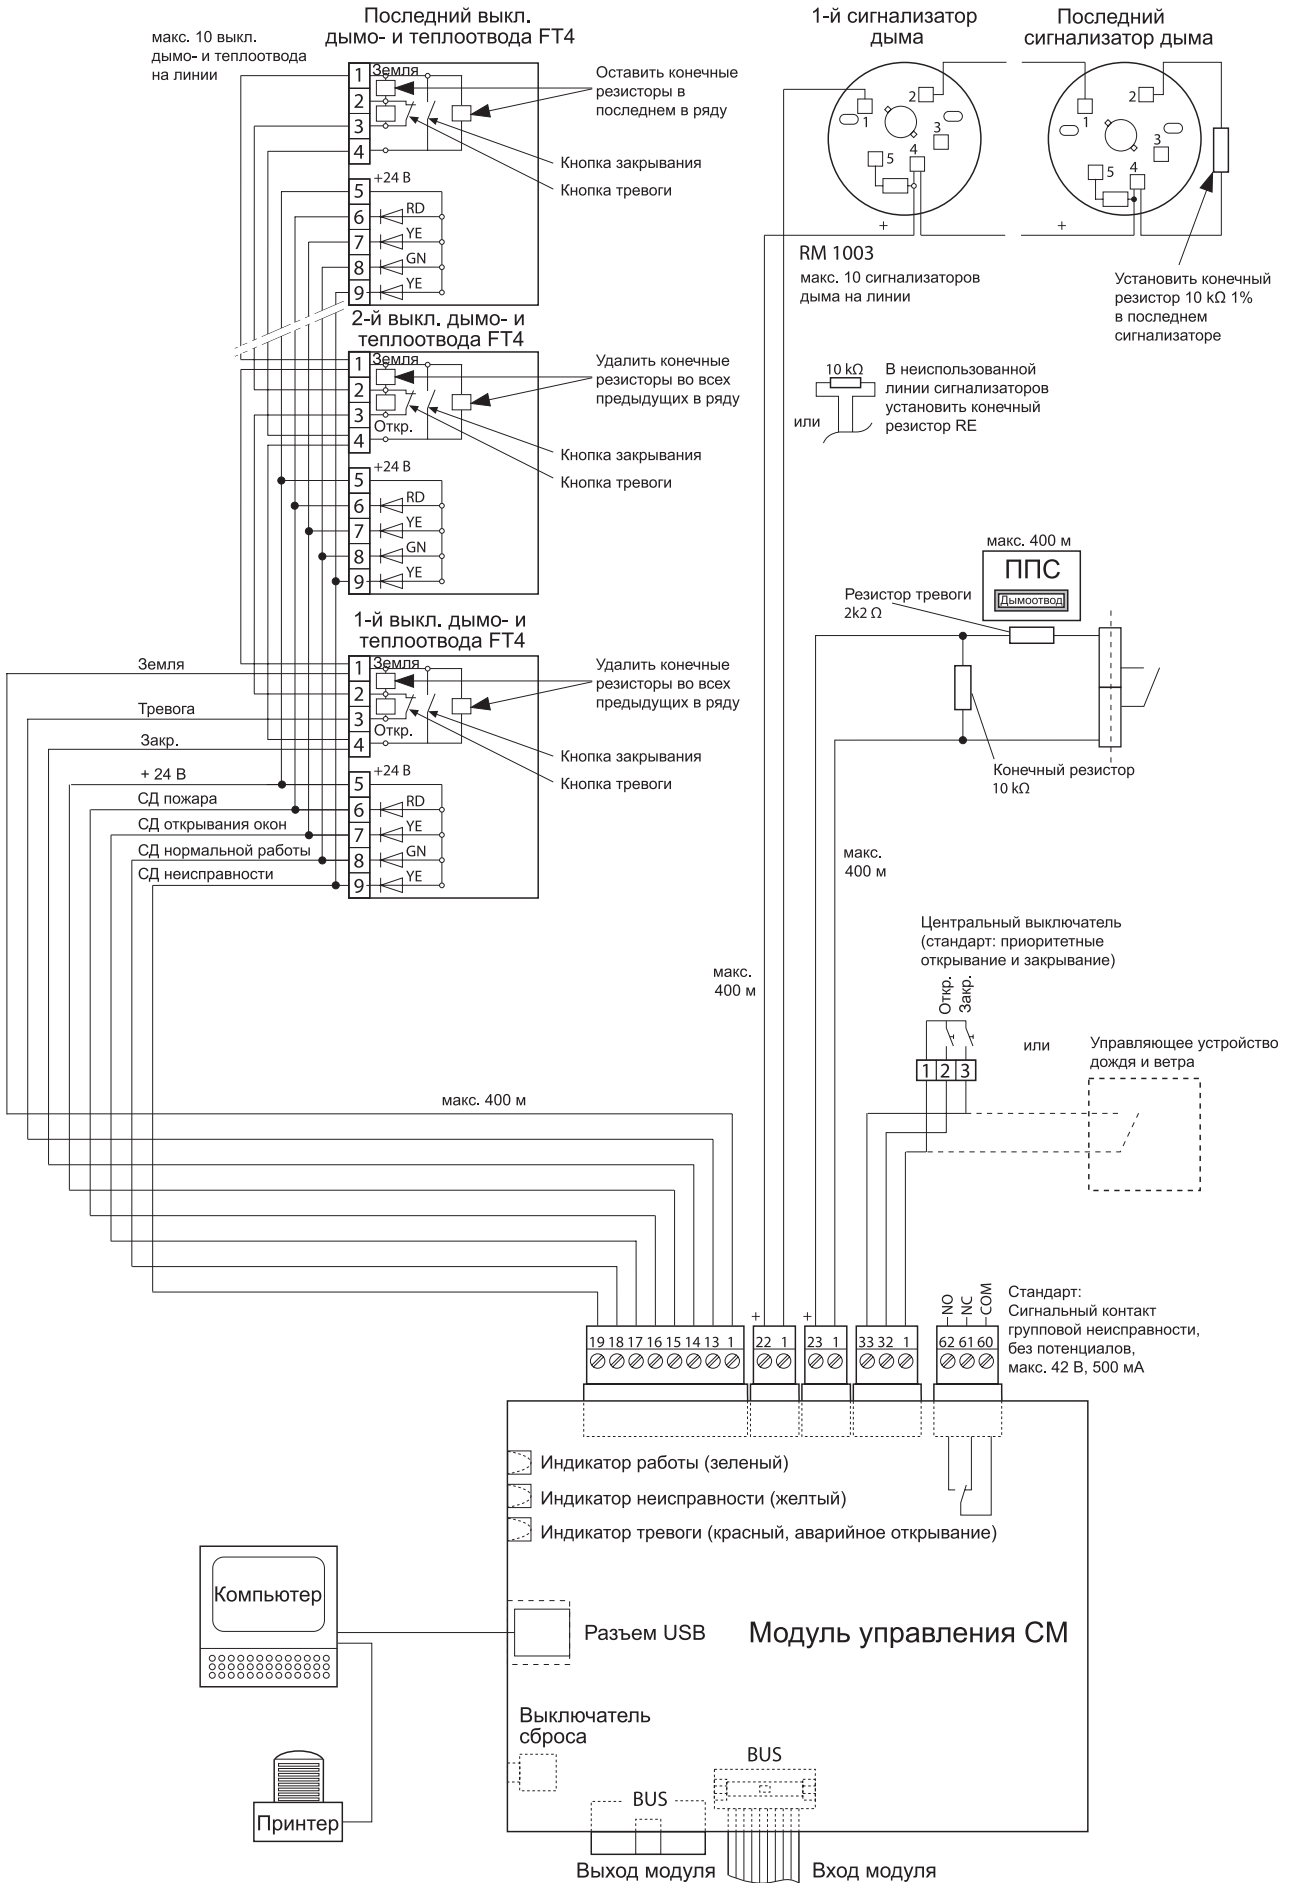 макс. 10 выкл.
дымо- и теплоотвода
на линии
Последний выкл.
дымо- и теплоотвода FT4
1 Земля
2
3
4
5 +24 В
6 RD
7 YE
8 GN
9 YE
Оставить конечные
резисторы в
последнем в ряду
Кнопка закрывания
Кнопка тревоги
2-й выкл. дымо- и
теплоотвода FT4
1 Земля
2
3
Откр.
4
5 +24 В
6 RD
7 YE
8 GN
9 YE
Удалить конечные
резисторы во всех
предыдущих в ряду
Кнопка закрывания
Кнопка тревоги
1-й выкл. дымо- и
теплоотвода FT4
1 Земля
2
3
Откр.
4
5 +24 В
6 RD
7 YE
8 GN
9 YE
Удалить конечные
резисторы во всех
предыдущих в ряду
Кнопка закрывания
Кнопка тревоги
Земля
Тревога
Закр.
+ 24 В
СД пожара
СД открывания окон
СД нормальной работы
СД неисправности
макс. 400 м
1-й сигнализатор
дыма
1
2
3
4
5
+
RM 1003
макс. 10 сигнализаторов
дыма на линии
Последний
сигнализатор дыма
1
2
3
4
5
+
Установить конечный
резистор 10 kΩ 1%
в последнем
сигнализаторе
10 kΩ
или
В неиспользованной
линии сигнализаторов
установить конечный
резистор RE
макс. 400 м
ППС
Дымоотвод
Резистор тревоги
2k2 Ω
Конечный резистор
10 kΩ
макс.
400 м
макс.
400 м
Центральный выключатель
(стандарт: приоритетные
открывание и закрывание)
Откр.
Закр.
1 2 3
или
Управляющее устройство
дождя и ветра
19 18 17 16 15 14 13 1
+
22 1
+
23 1
33 32 1
NO
NC
COM
62 61 60
Стандарт:
Сигнальный контакт
групповой неисправности,
без потенциалов,
макс. 42 В, 500 мА
Индикатор работы (зеленый)
Индикатор неисправности (желтый)
Индикатор тревоги (красный, аварийное открывание)
Компьютер
Разъем USB
Модуль управления СМ
Выключатель
сброса
Принтер
BUS
BUS
Выход модуля
Вход модуля